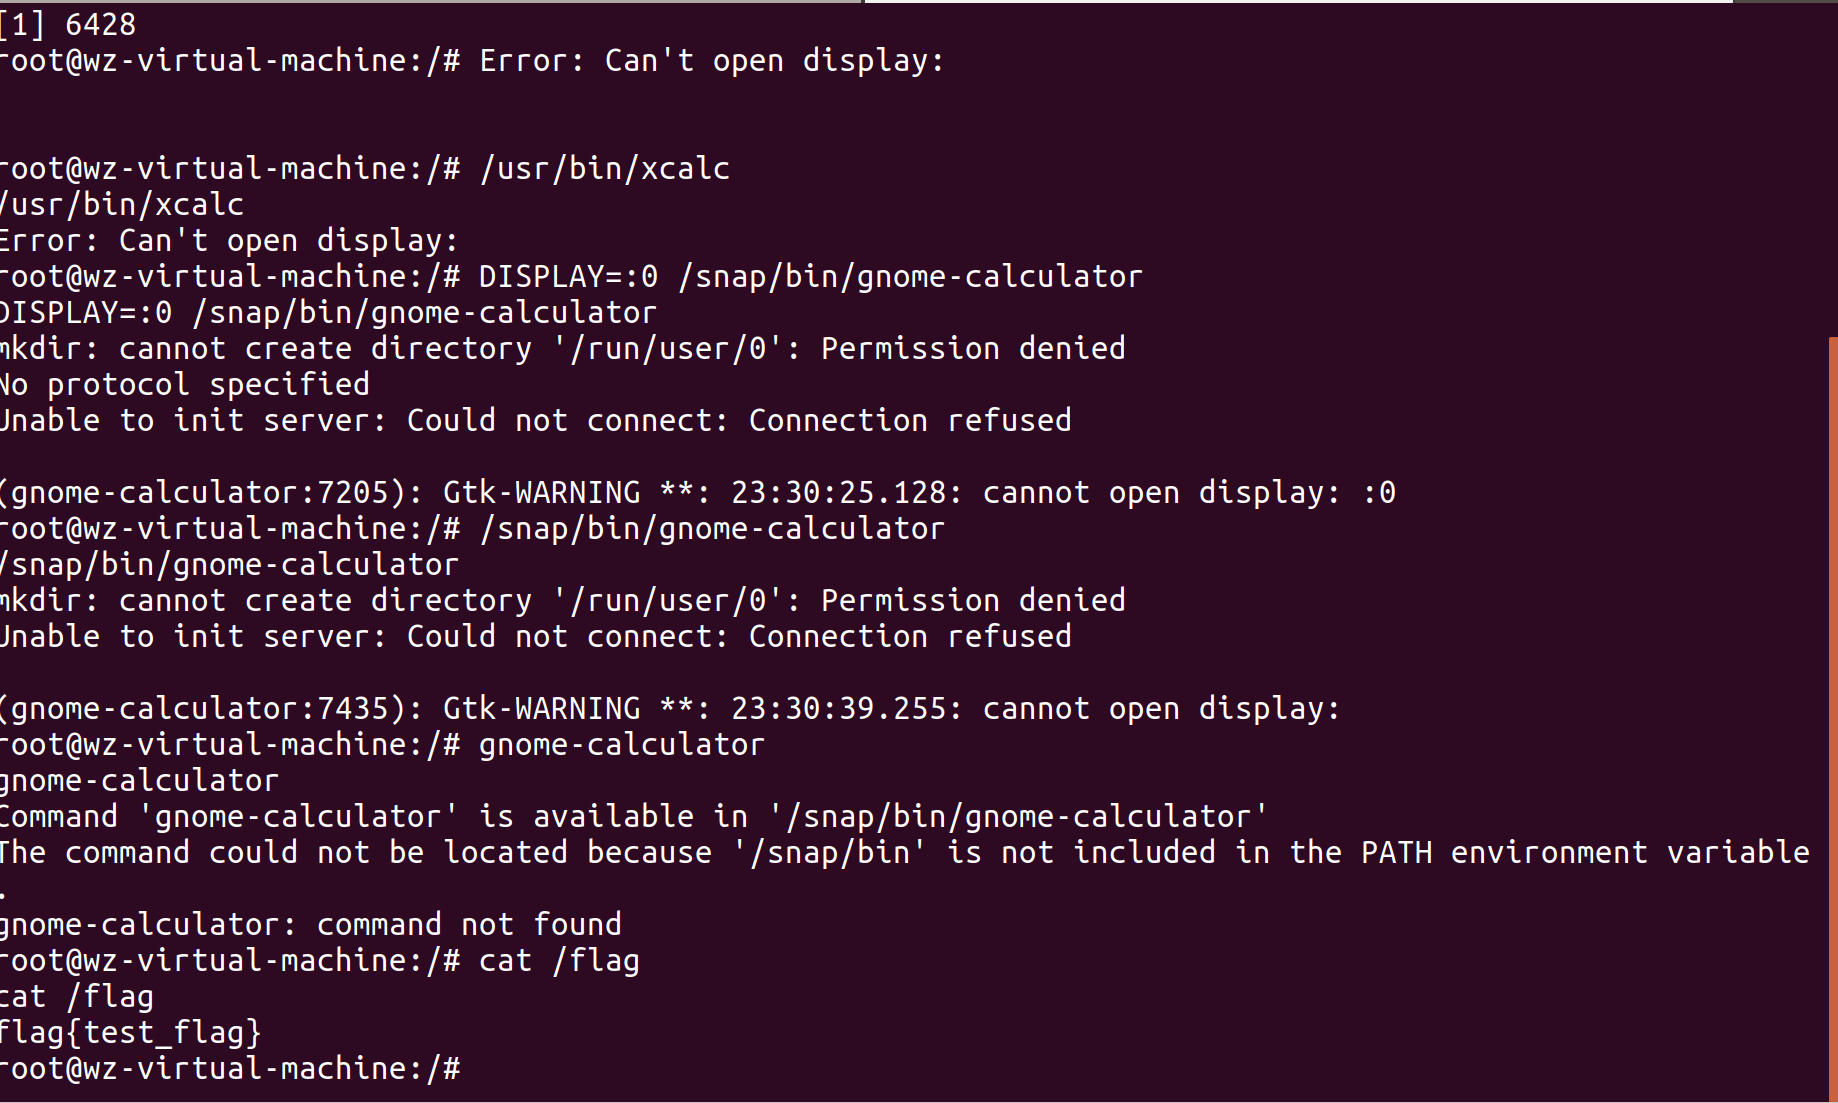 [1] 6428
root@wz-virtual-machine:/# Error: Can't open display:
root@wz-virtual-machine:/# /usr/bin/xcalc
/usr/bin/xcalc
Error: Can't open display:
root@wz-virtual-machine:/# DISPLAY=:0 /snap/bin/gnome-calculator
DISPLAY=:0 /snap/bin/gnome-calculator
mkdir: cannot create directory '/run/user/0': Permission denied
No protocol specified
Unable to init server: Could not connect: Connection refused
(gnome-calculator:7205): Gtk-WARNING **: 23:30:25.128: cannot open display: :0
root@wz-virtual-machine:/# /snap/bin/gnome-calculator
/snap/bin/gnome-calculator
mkdir: cannot create directory '/run/user/0': Permission denied
Unable to init server: Could not connect: Connection refused
(gnome-calculator:7435): Gtk-WARNING **: 23:30:39.255: cannot open display:
root@wz-virtual-machine:/# gnome-calculator
gnome-calculator
Command 'gnome-calculator' is available in '/snap/bin/gnome-calculator'
The command could not be located because '/snap/bin' is not included in the PATH environment variable
.
gnome-calculator: command not found
root@wz-virtual-machine:/# cat /flag
cat /flag
flag{test_flag}
root@wz-virtual-machine:/#